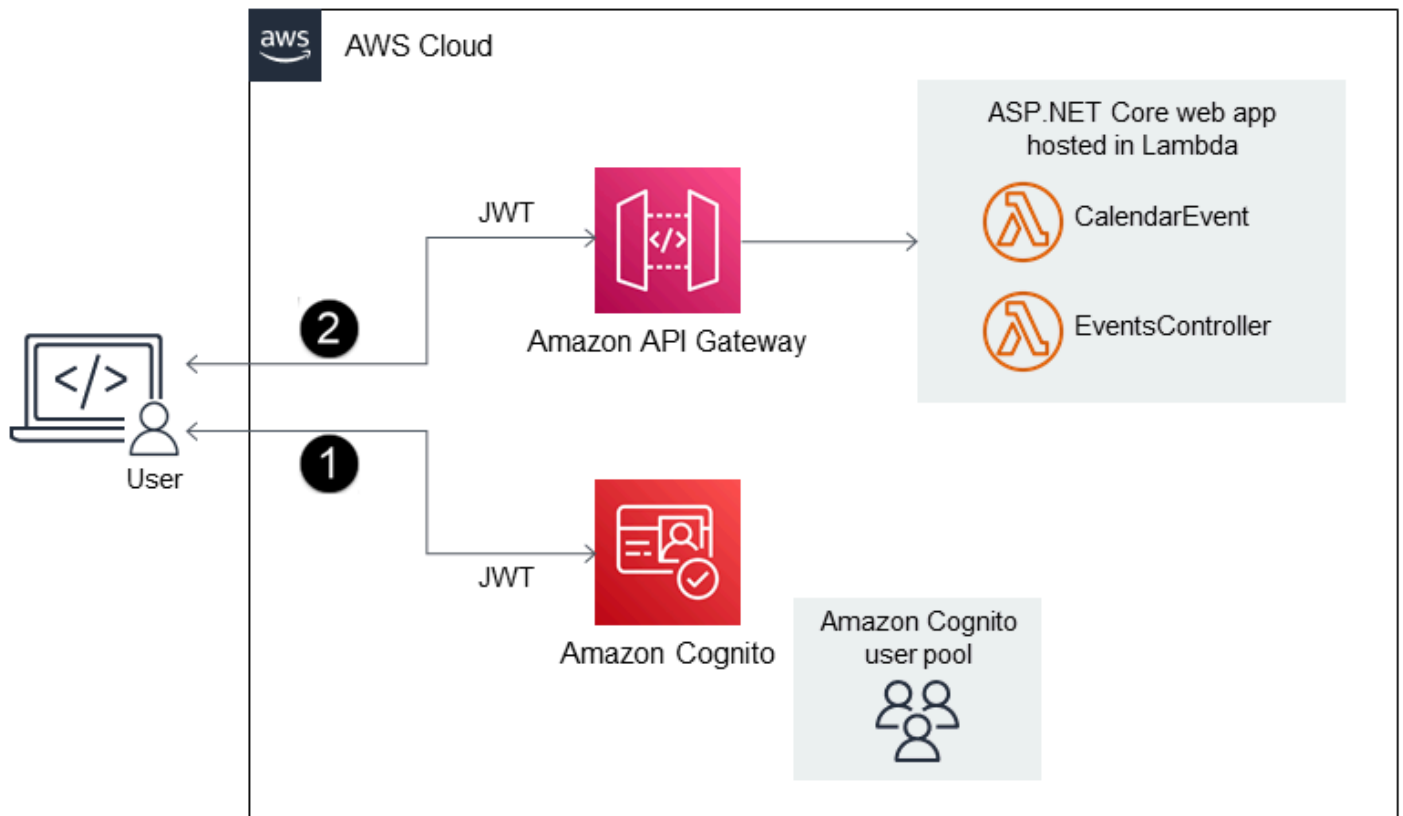 aws
AWS Cloud
ASP.NET Core web app
hosted in Lambda
CalendarEvent
EventsController
JWT
</>
Amazon API Gateway
2
</>
User
1
JWT
Amazon Cognito
Amazon Cognito
user pool